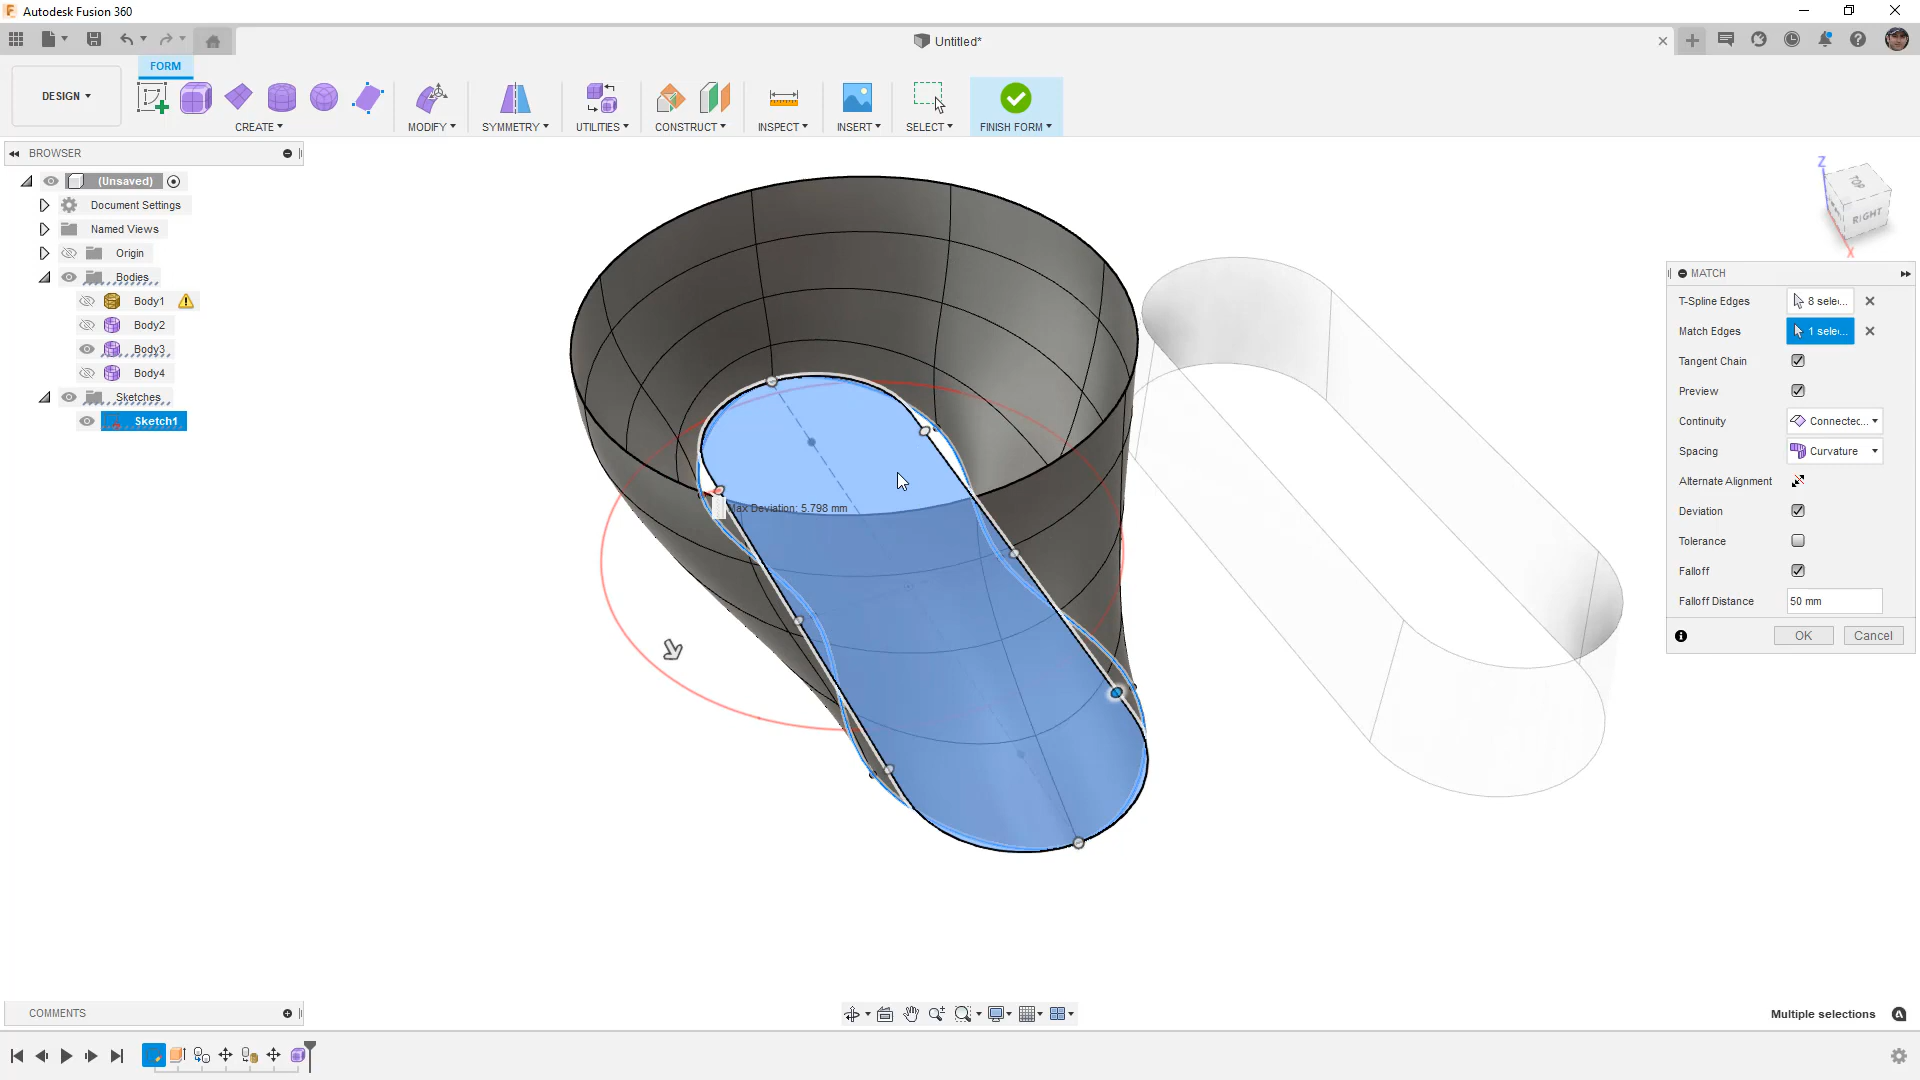 Autodesk Fusion 360
Untitled*
FORM
DESIGN
CREATE
MODIFY
SYMMETRY
UTILITIES
CONSTRUCT
INSPECT
INSERT
SELECT
FINISH FORM
BROWSER
(Unsaved)
Document Settings
Named Views
Origin
Bodies
Body1
Body2
Body3
Body4
Sketches
Sketch1
Max Deviation: 5.798 mm
Z
TOP
RIGHT
X
MATCH
T-Spline Edges 8 selec...
Match Edges 1 selec...
Tangent Chain
Preview
Continuity Connected...
Spacing Curvature
Alternate Alignment
Deviation
Tolerance
Falloff
Falloff Distance 50 mm
OK Cancel
COMMENTS
Multiple selections